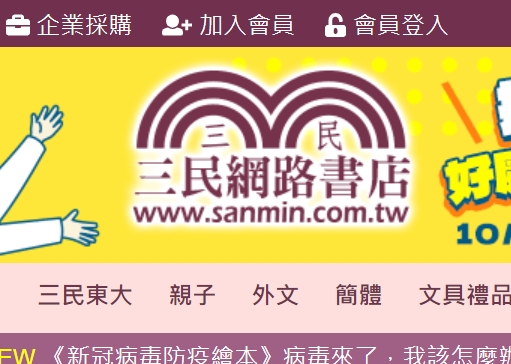 企業採購 加入會員 會員登入
三 民
三民網路書店
www.sanmin.com.tw
10/
三民東大 親子 外文 簡體 文具禮品
EW 《新冠病毒防疫繪本》病毒來了，我該怎麼辦